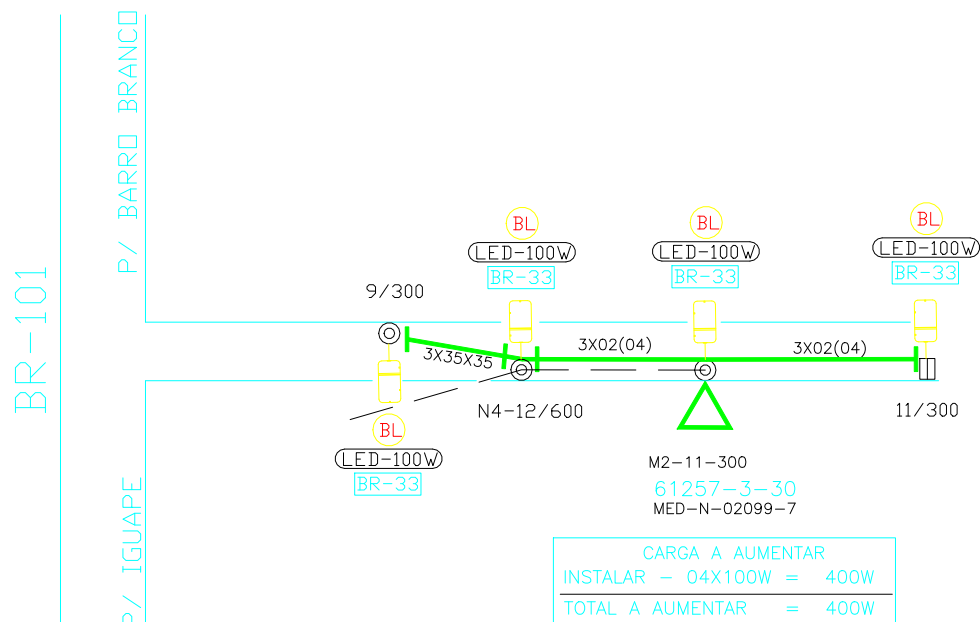 BR-101
P/ BARRO BRANCO
P/ IGUAPE
BL
LED-100W
BR-33
BL
LED-100W
BR-33
BL
LED-100W
BR-33
9/300
3X35X35
3X02(04)
3X02(04)
N4-12/600
11/300
BL
LED-100W
BR-33
M2-11-300
61257-3-30
MED-N-02099-7
CARGA A AUMENTAR
INSTALAR - 04X100W = 400W
TOTAL A AUMENTAR = 400W